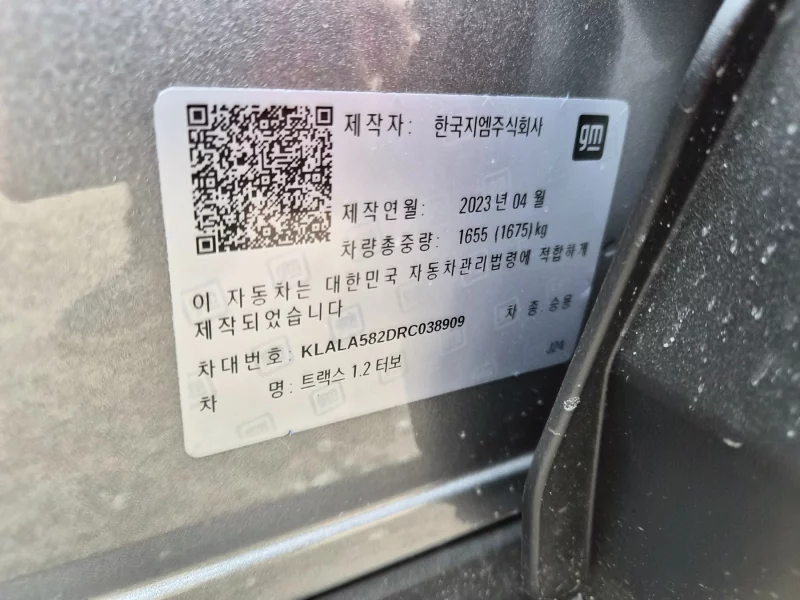 제작자: 한국지엠주식회사
gm
제작연월: 2023년 04월
차량총중량: 1655 (1675)kg
이 자동차는 대한민국 자동차관리법령에 적합하게
제작되었습니다
차대번호: KLALA582DRC038909
차 종: 승용
차 명: 트랙스 1.2 터보